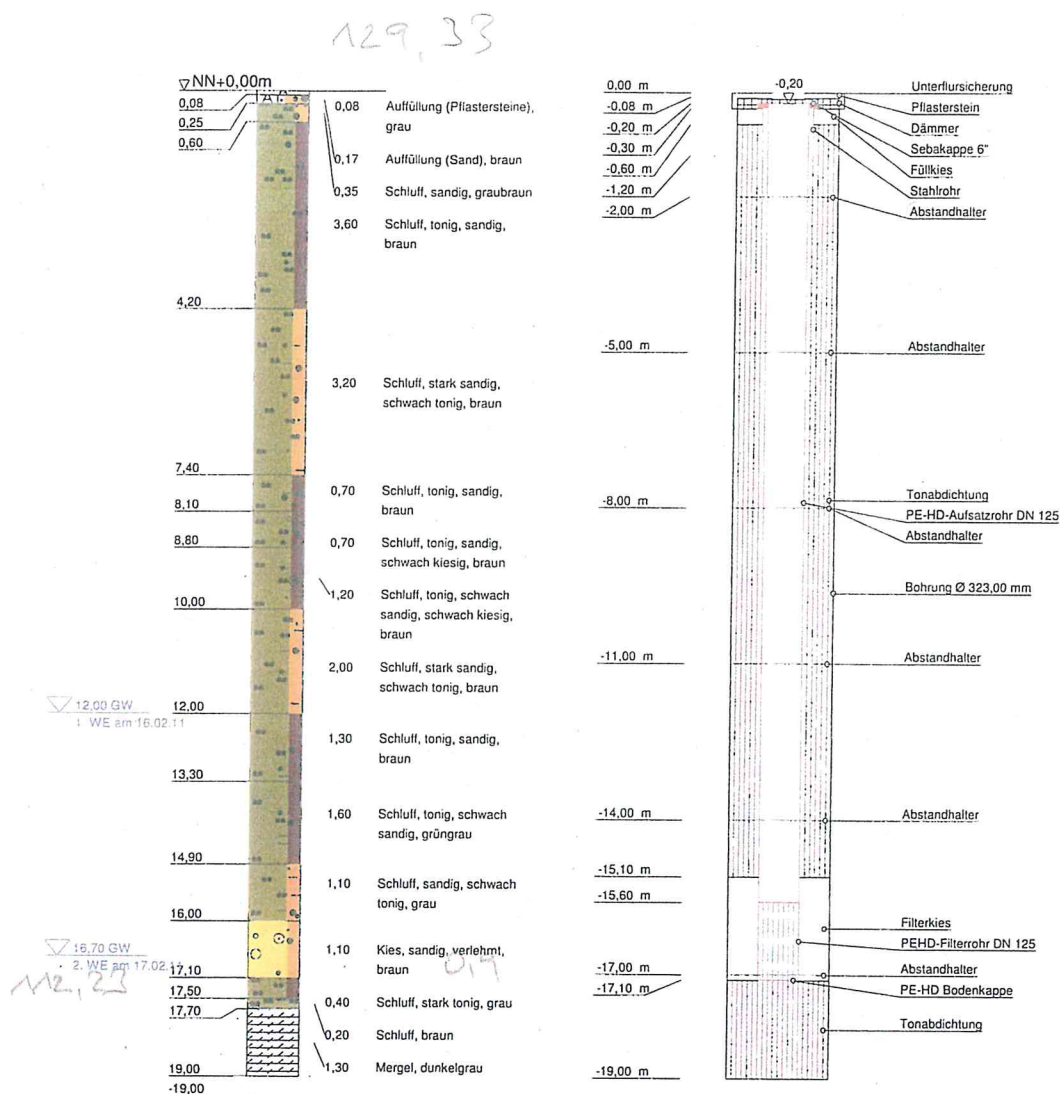 129,33
NN+0,00m
0,08
0,25
0,60
4,20
7,40
8,10
8,80
10,00
12,00
13,30
14,90
16,00
17,10
17,50
17,70
19,00
-19,00
12,00 GW
1. WE am 16.02.11
16,70 GW
2. WE am 17.02.11
112,23
A
A
0,08 Auffüllung (Pflastersteine),
grau
0,17 Auffüllung (Sand), braun
0,35 Schluff, sandig, graubraun
3,60 Schluff, tonig, sandig,
braun
3,20 Schluff, stark sandig,
schwach tonig, braun
0,70 Schluff, tonig, sandig,
braun
0,70 Schluff, tonig, sandig,
schwach kiesig, braun
1,20 Schluff, tonig, schwach
sandig, schwach kiesig,
braun
2,00 Schluff, stark sandig,
schwach tonig, braun
1,30 Schluff, tonig, sandig,
braun
1,60 Schluff, tonig, schwach
sandig, grüngrau
1,10 Schluff, sandig, schwach
tonig, grau
1,10 Kies, sandig, verlehmt,
braun
0,9
0,40 Schluff, stark tonig, grau
0,20 Schluff, braun
1,30 Mergel, dunkelgrau
0,00 m
-0,08 m
-0,20 m
-0,30 m
-0,60 m
-1,20 m
-2,00 m
-5,00 m
-8,00 m
-11,00 m
-14,00 m
-15,10 m
-15,60 m
-17,00 m
-17,10 m
-19,00 m
-0,20
Unterflursicherung
Pflasterstein
Dämmer
Sebakappe 6"
Füllkies
Stahlrohr
Abstandhalter
Abstandhalter
Tonabdichtung
PE-HD-Aufsatzrohr DN 125
Abstandhalter
Bohrung Ø 323,00 mm
Abstandhalter
Abstandhalter
Filterkies
PEHD-Filterrohr DN 125
Abstandhalter
PE-HD Bodenkappe
Tonabdichtung